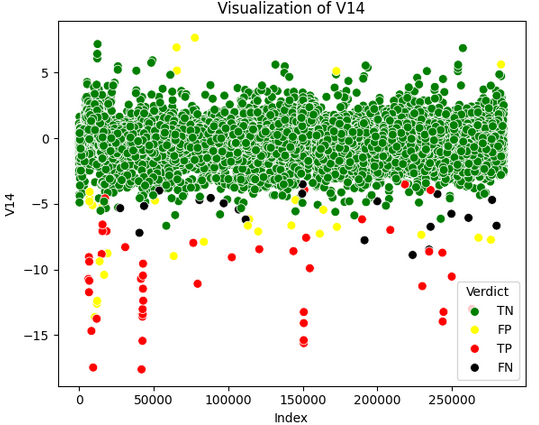 Visualization of V14
V14
5
0
−5
−10
−15
0
50000
100000
150000
200000
250000
Index
Verdict
TN
FP
TP
FN